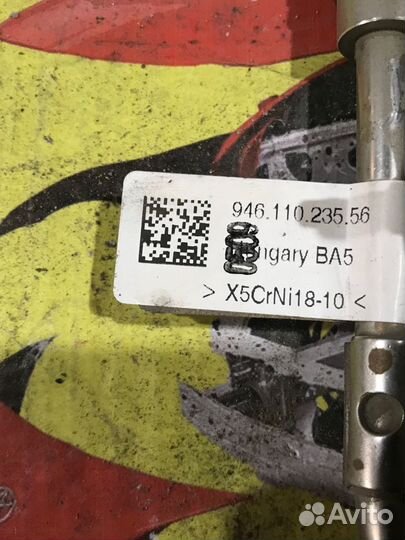 946.110.235.56
Hungary BA5
> X5CrNi18-10 <
Avito